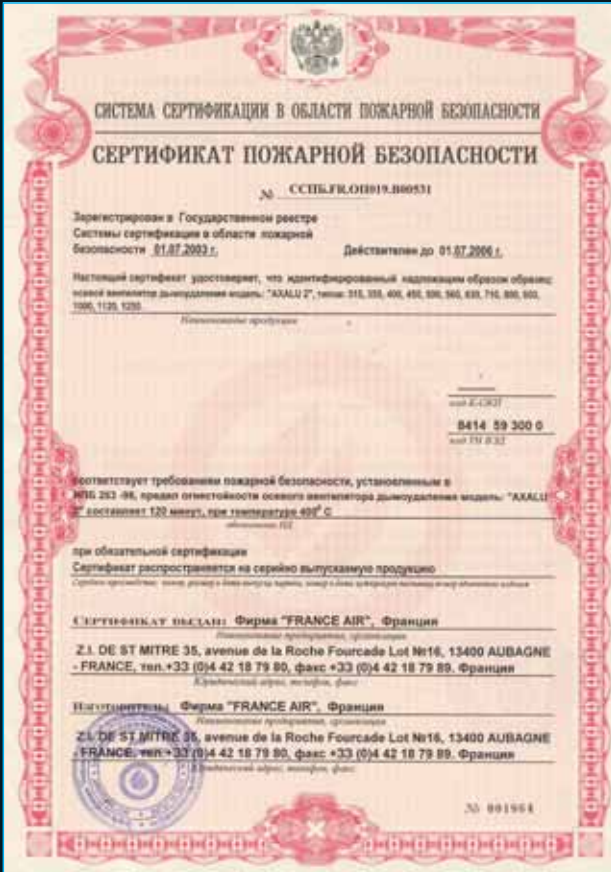 СИСТЕМА СЕРТИФИКАЦИИ В ОБЛАСТИ ПОЖАРНОЙ БЕЗОПАСНОСТИ
СЕРТИФИКАТ ПОЖАРНОЙ БЕЗОПАСНОСТИ
№ ССПБ.FR.ОП019.В00531
Зарегистрирован в Государственном реестре
Системы сертификации в области пожарной
безопасности 01.07.2003 г. Действителен до 01.07.2006 г.
Настоящий сертификат удостоверяет, что идентифицированный надлежащим образом образец:
осевой вентилятор дымоудаления модель: "AXALU 2", типов: 315, 355, 400, 450, 500, 560, 630, 710, 800, 900,
1000, 1120, 1250.
Наименование продукции
код К-ОКП
8414 59 300 0
код ТН ВЭД
соответствует требованиям пожарной безопасности, установленным в
НПБ 253 -98, предел огнестойкости осевого вентилятора дымоудаления модель: "AXALU
2" составляет 120 минут, при температуре 400° С
обозначение НД
при обязательной сертификации
Сертификат распространяется на серийно выпускаемую продукцию
СЕРТИФИКАТ ВЫДАН: Фирма "FRANCE AIR", Франция
Наименование предприятия, организации
Z.I. DE ST MITRE 35, avenue de la Roche Fourcade Lot №16, 13400 AUBAGNE
- FRANCE, тел.+33 (0)4 42 18 79 80, факс +33 (0)4 42 18 79 89. Франция
Юридический адрес, телефон, факс
Изготовитель: Фирма "FRANCE AIR", Франция
Наименование предприятия, организации
Z.I. DE ST MITRE 35, avenue de la Roche Fourcade Lot №16, 13400 AUBAGNE
- FRANCE, тел.+33 (0)4 42 18 79 80, факс +33 (0)4 42 18 79 89. Франция
Юридический адрес, телефон, факс
№ 001964